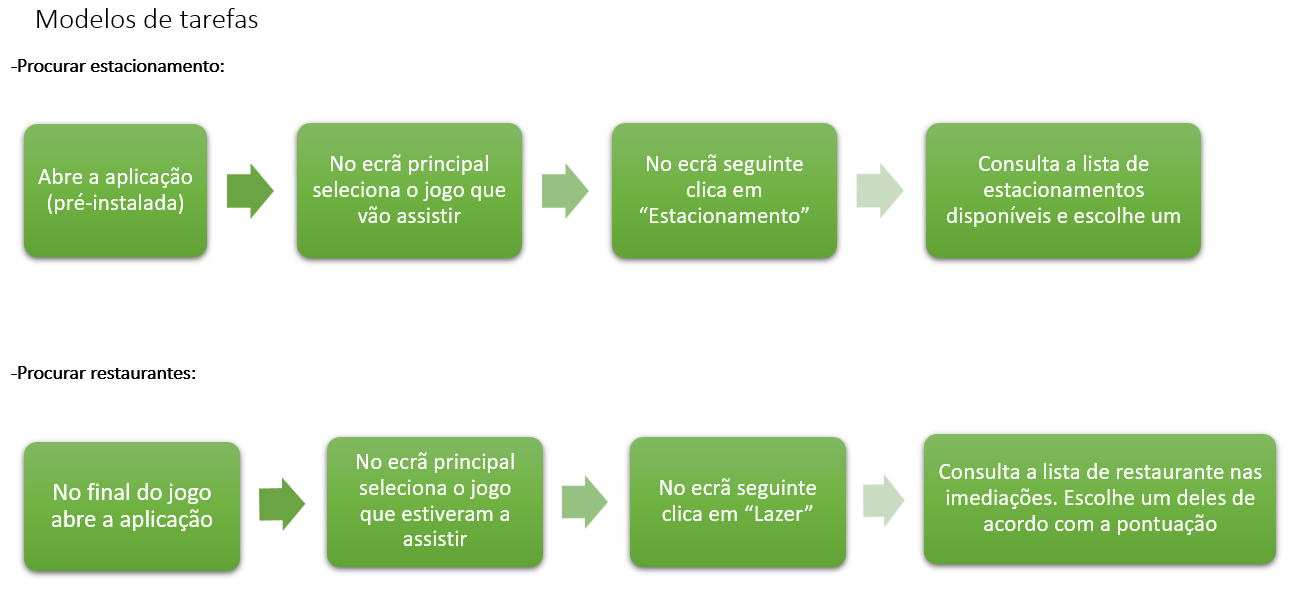 Modelos de tarefas
-Procurar estacionamento:
Abre a aplicação
(pré-instalada)
No ecrã principal
seleciona o jogo que
vão assistir
No ecrã seguinte
clica em
“Estacionamento”
Consulta a lista de
estacionamentos
disponíveis e escolhe um
-Procurar restaurantes:
No final do jogo
abre a aplicação
No ecrã principal
seleciona o jogo
que estiveram a
assistir
No ecrã seguinte
clica em “Lazer”
Consulta a lista de restaurante nas
imediações. Escolhe um deles de
acordo com a pontuação